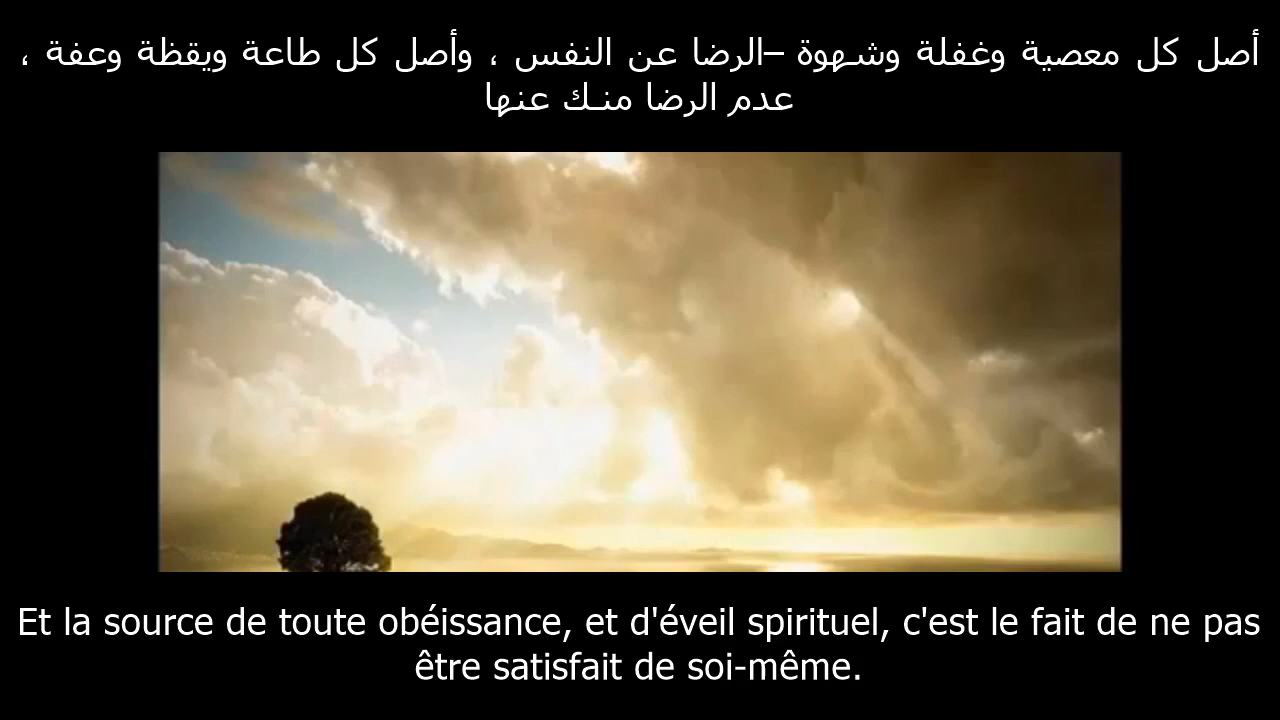 أصل كل معصية وغفلة وشهوة –الرضا عن النفس ، وأصل كل طاعة ويقظة وعفة ،
عدم الرضا منك عنها
Et la source de toute obéissance, et d'éveil spirituel, c'est le fait de ne pas
être satisfait de soi-même.